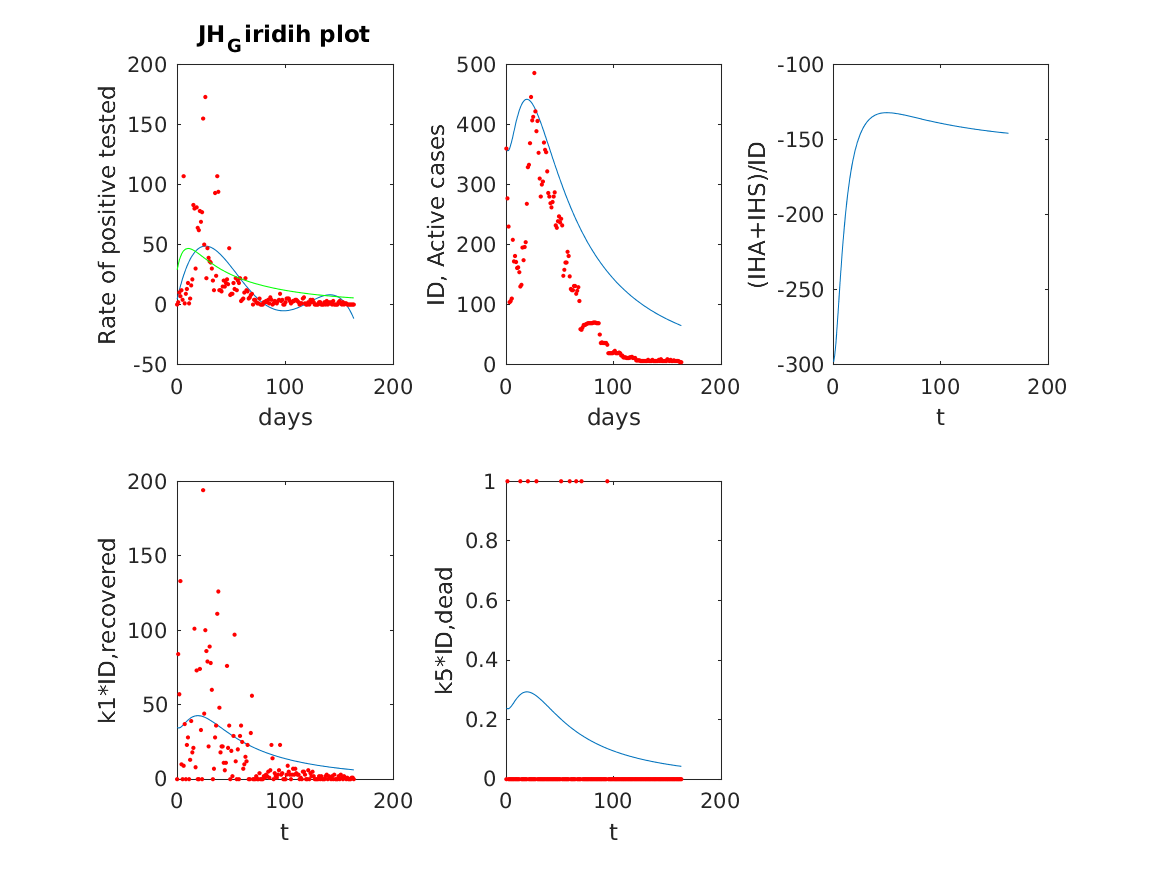 JH_Giridih plot
200
150
100
50
0
-50
0 100 200
days
Rate of positive tested
500
400
300
200
100
0
0 100 200
days
ID, Active cases
-100
-150
-200
-250
-300
0 100 200
t
(IHA+IHS)/ID
200
150
100
50
0
0 100 200
t
k1*ID,recovered
1
0.8
0.6
0.4
0.2
0
0 100 200
t
k5*ID,dead